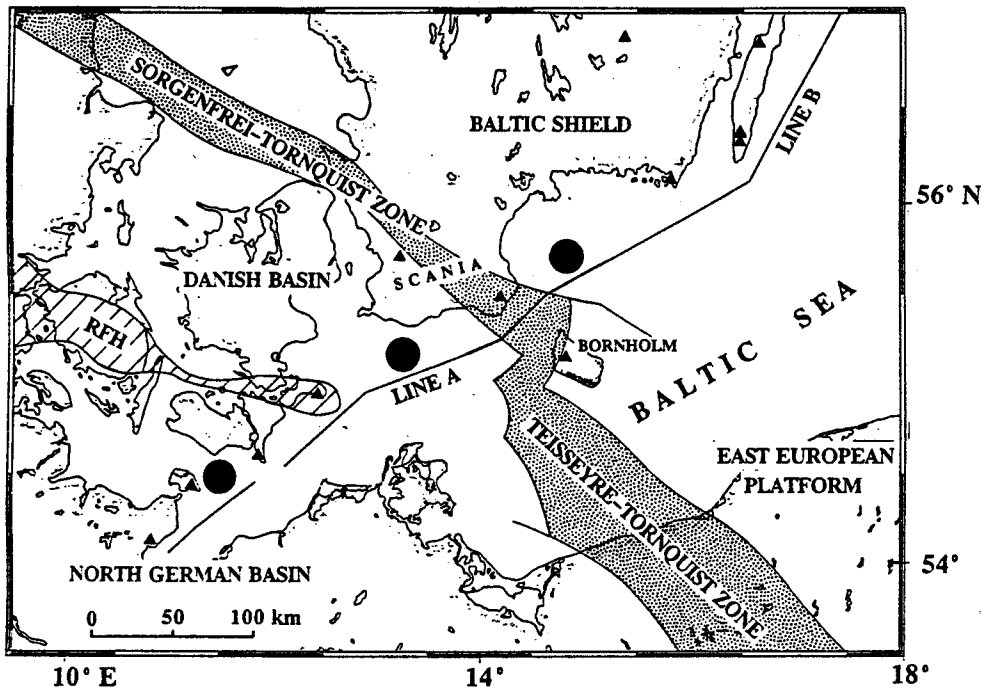 SORGENFREI-TORNQUIST ZONE
BALTIC SHIELD
LINE B
56° N
DANISH BASIN
SCANIA
RFH
BORNHOLM
BALTIC SEA
LINE A
TEISSEYRE-TORNQUIST ZONE
EAST EUROPEAN
PLATFORM
NORTH GERMAN BASIN
54°
0 50 100 km
10° E 14° 18°